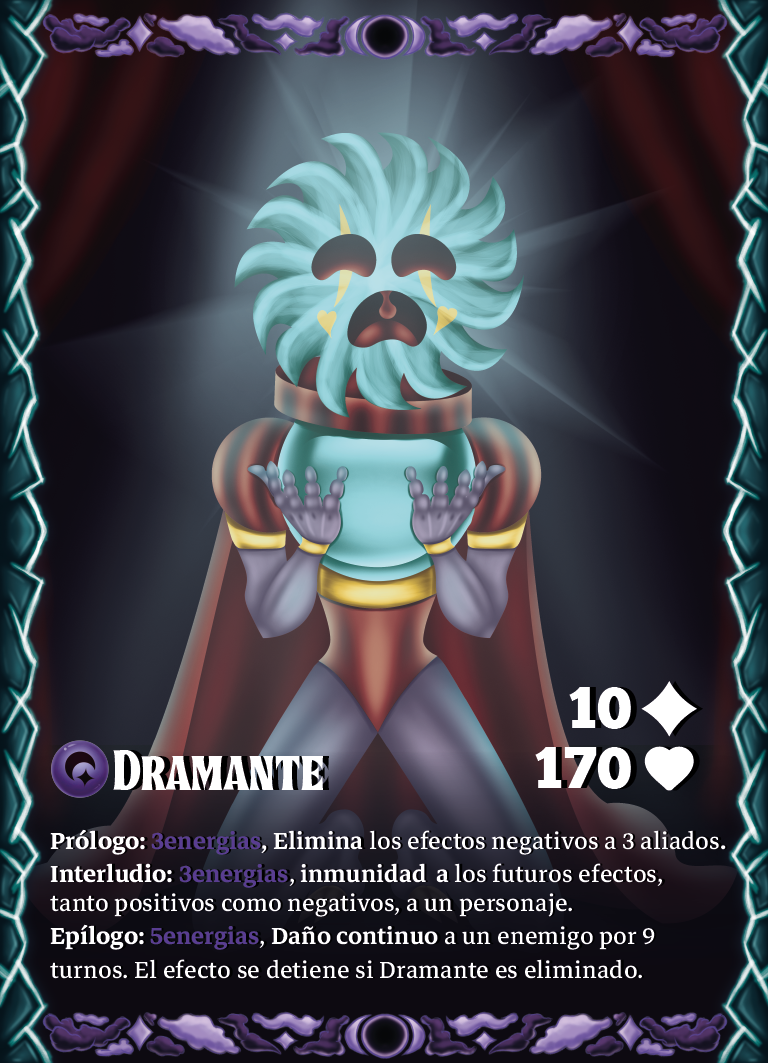 10
170
DRAMANTE
Prólogo: 3energias, Elimina los efectos negativos a 3 aliados.
Interludio: 3energias, inmunidad a los futuros efectos,
tanto positivos como negativos, a un personaje.
Epílogo: 5energias, Daño continuo a un enemigo por 9
turnos. El efecto se detiene si Dramante es eliminado.